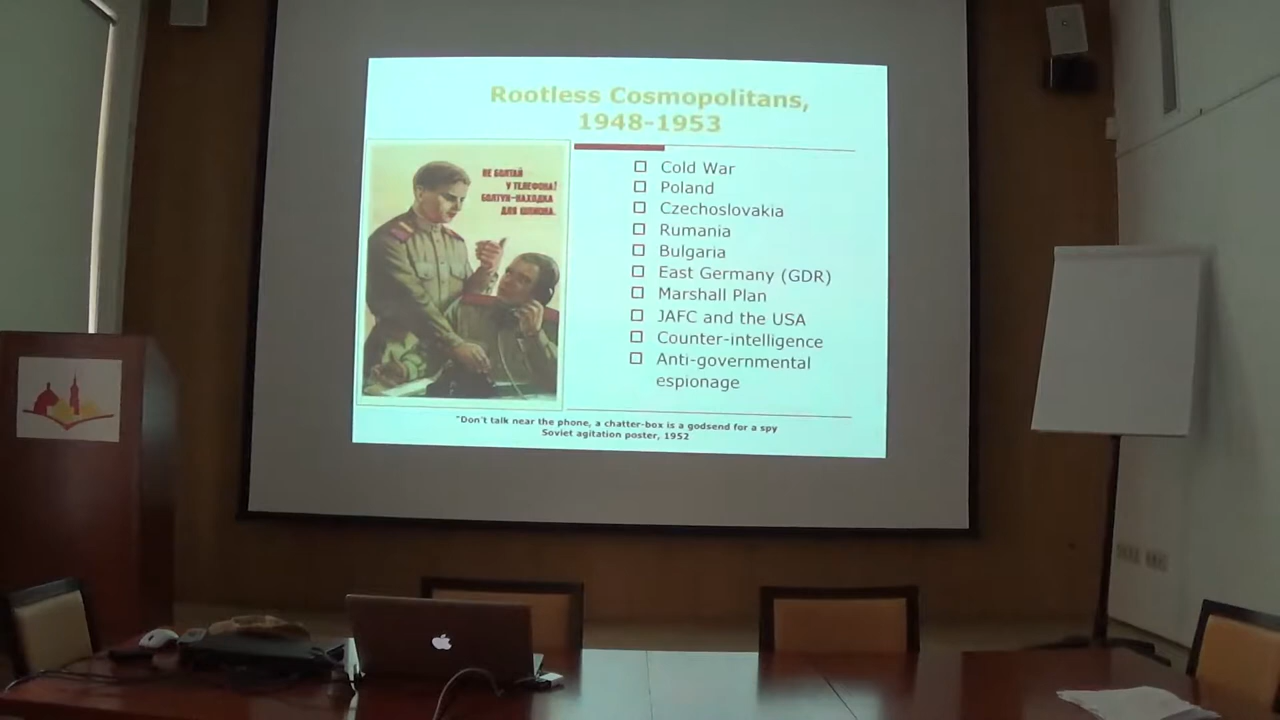 Rootless Cosmopolitans,
1948-1953
НЕ БОЛТАЙ
У ТЕЛЕФОНА!
БОЛТУН-НАХОДКА
ДЛЯ ШПИОНА.
Cold War
Poland
Czechoslovakia
Rumania
Bulgaria
East Germany (GDR)
Marshall Plan
JAFC and the USA
Counter-intelligence
Anti-governmental
espionage
"Don't talk near the phone, a chatter-box is a godsend for a spy
Soviet agitation poster, 1952